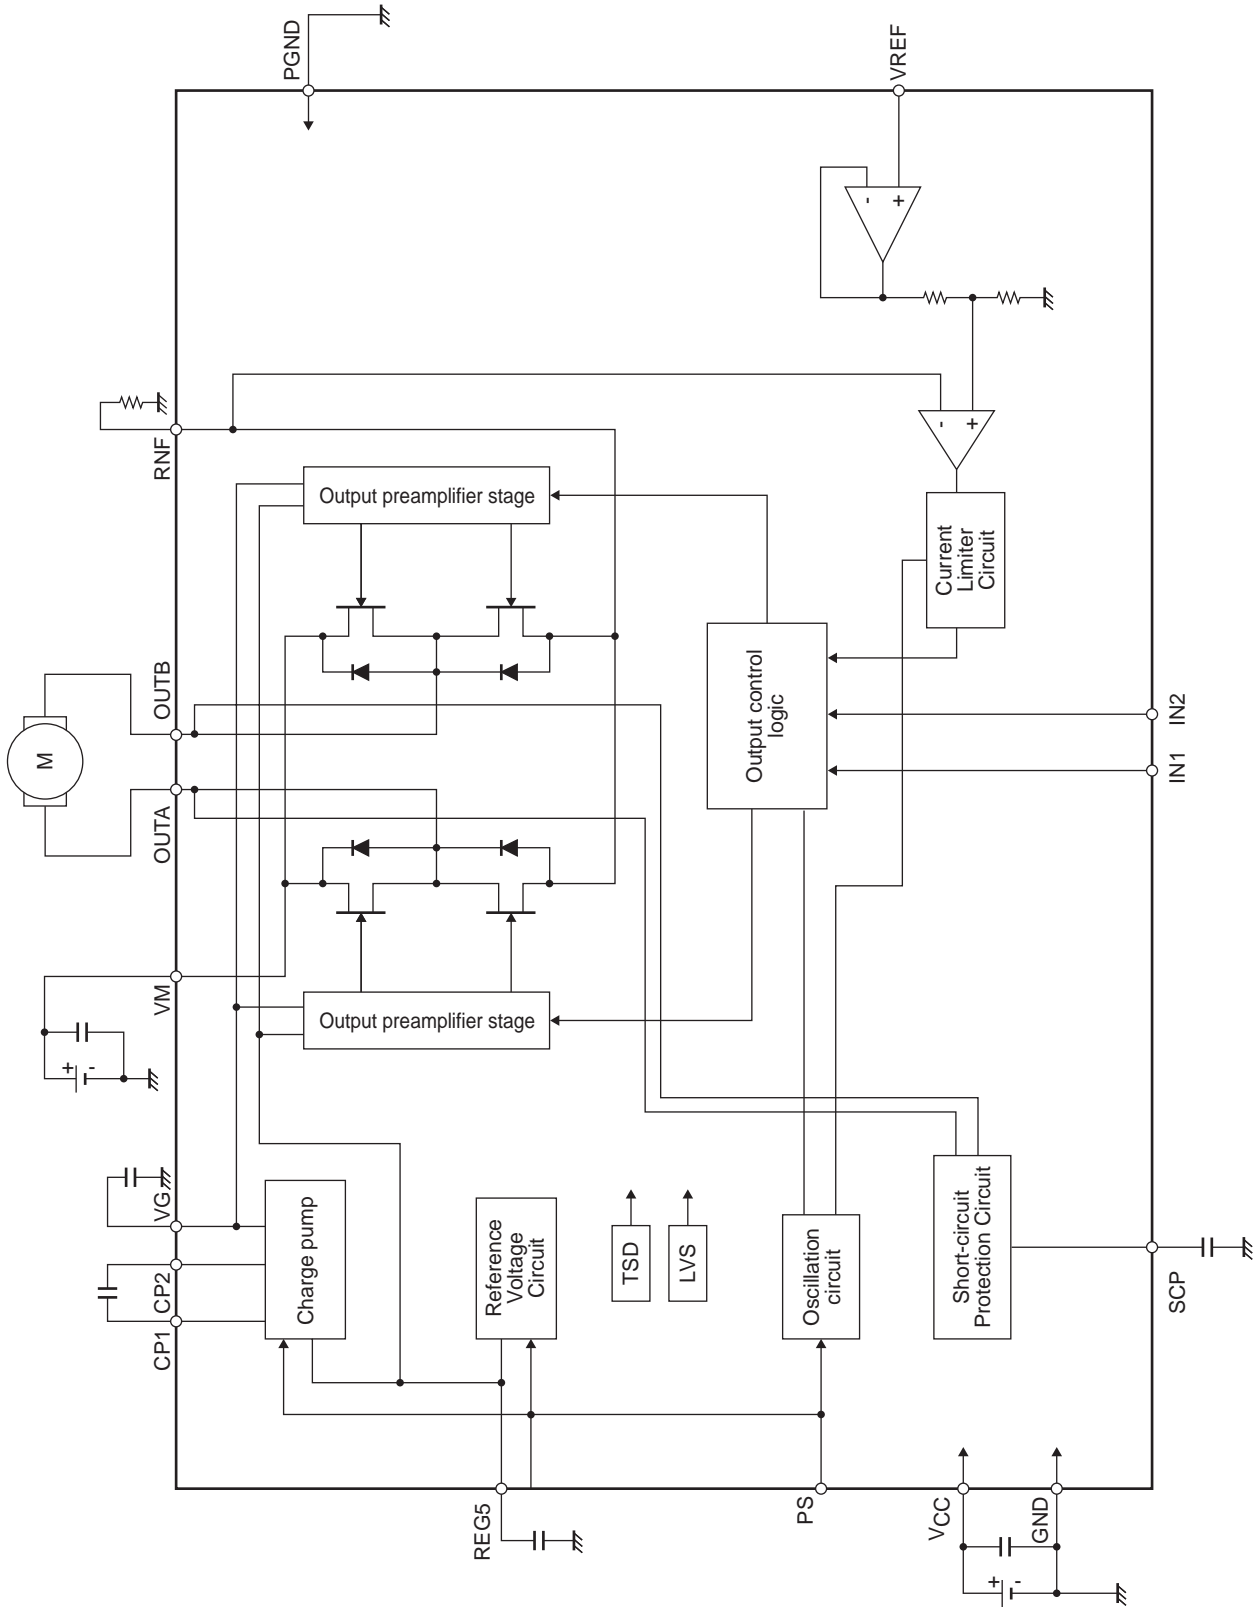 PGND
VREF
-
+
RNF
-
+
Output preamplifier stage
Current
Limiter
Circuit
OUTB
M
Output control
logic
IN2
IN1
OUTA
VM
Output preamplifier stage
+ -
VG
CP2
CP1
Charge pump
Reference
Voltage
Circuit
TSD
LVS
Oscillation
circuit
Short-circuit
Protection Circuit
SCP
REG5
PS
VCC
GND
+ -